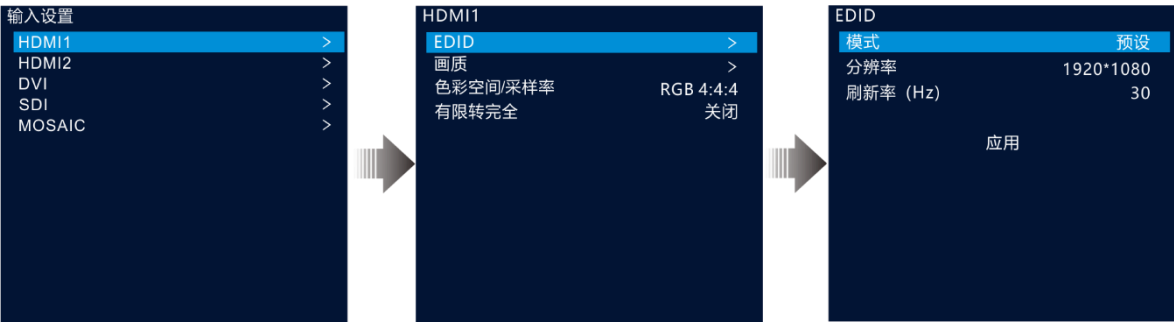 输入设置
HDMI1 >
HDMI2 >
DVI >
SDI >
MOSAIC >
HDMI1
EDID >
画质 >
色彩空间/采样率 RGB 4:4:4
有限转完全 关闭
EDID
模式 预设
分辨率 1920*1080
刷新率 (Hz) 30
应用